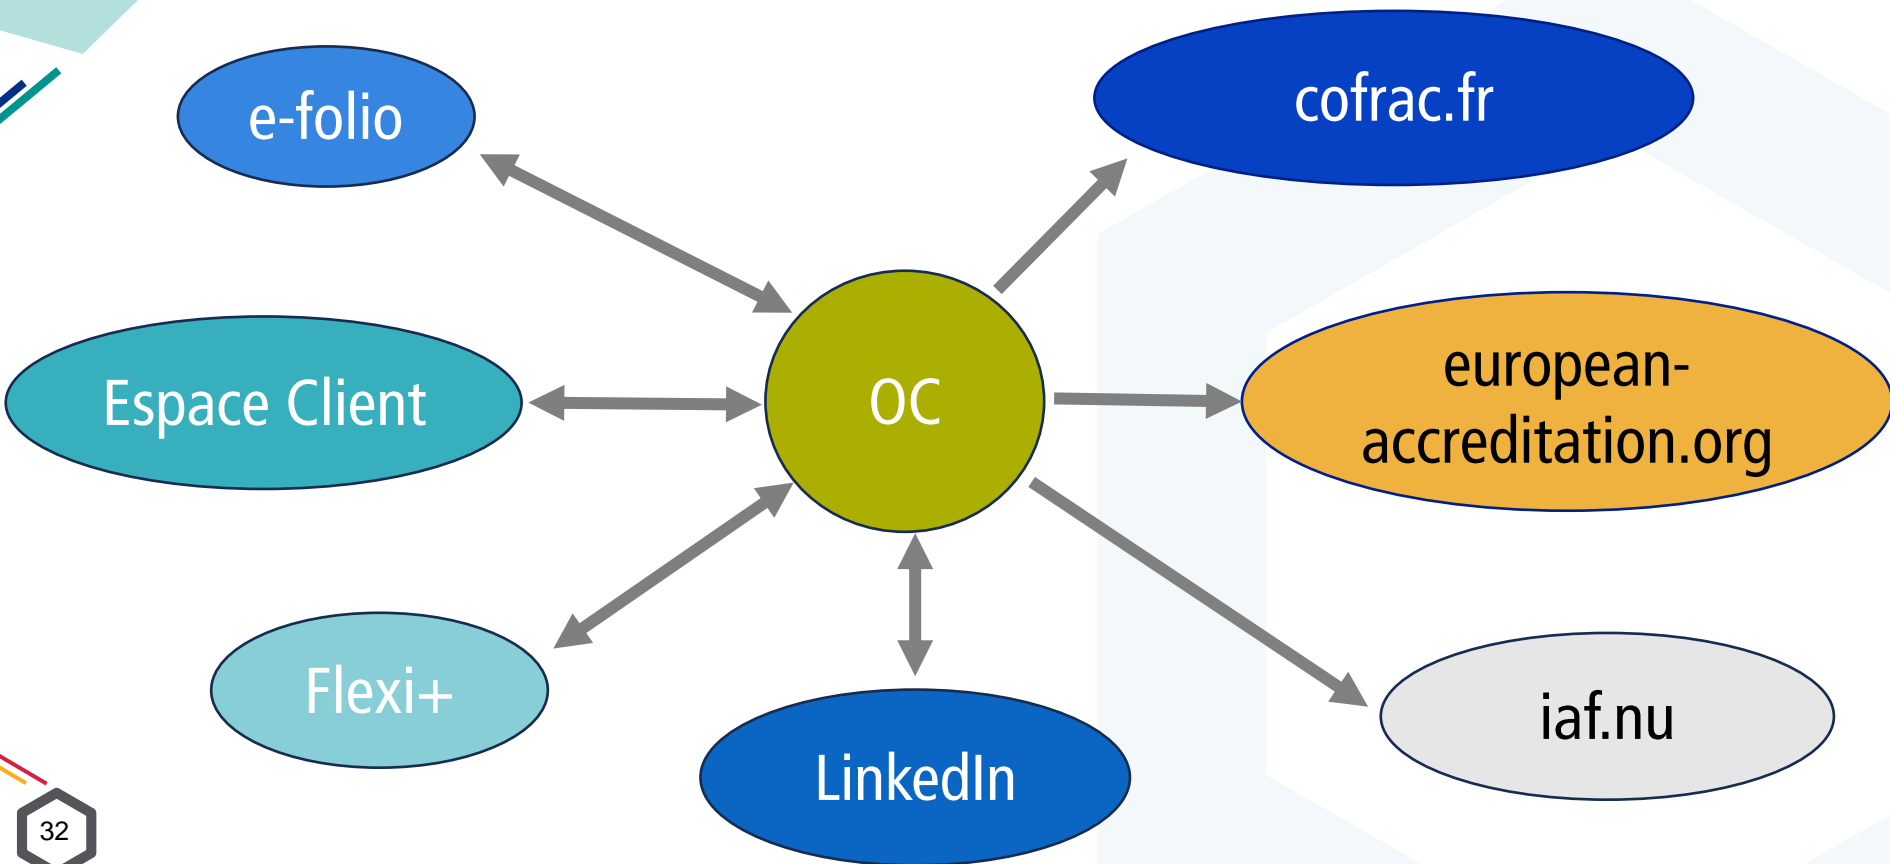 e-folio
cofrac.fr
Espace Client
OC
european-
accreditation.org
Flexi+
LinkedIn
iaf.nu
32